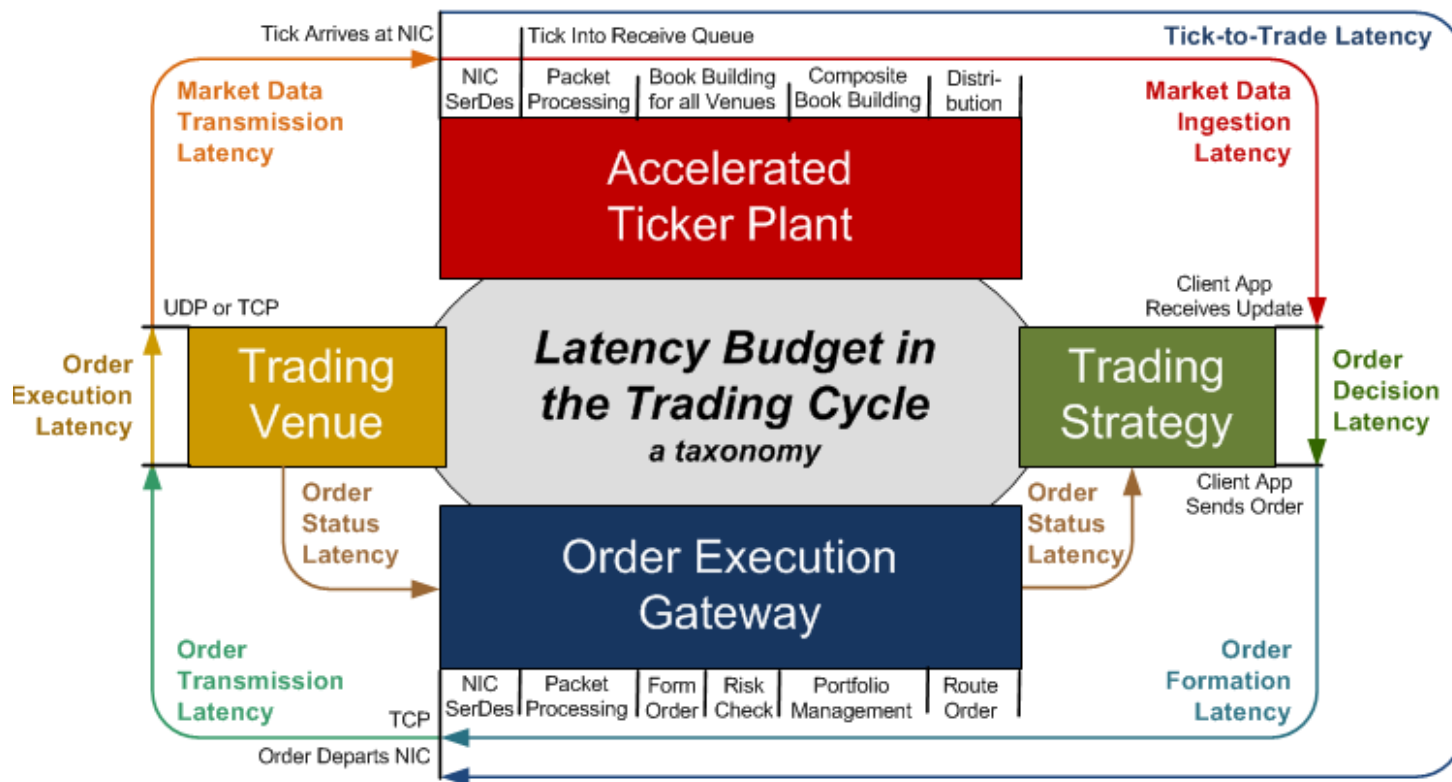 Tick Arrives at NIC
Tick Into Receive Queue
Tick-to-Trade Latency
NIC
SerDes
Packet
Processing
Book Building
for all Venues
Composite
Book Building
Distri-
bution
Market Data
Transmission
Latency
Market Data
Ingestion
Latency
Accelerated
Ticker Plant
UDP or TCP
Client App
Receives Update
Order
Execution
Latency
Trading
Venue
Latency Budget in
the Trading Cycle
a taxonomy
Trading
Strategy
Order
Decision
Latency
Client App
Sends Order
Order
Status
Latency
Order
Status
Latency
Order Execution
Gateway
Order
Transmission
Latency
Order
Formation
Latency
NIC
SerDes
Packet
Processing
Form
Order
Risk
Check
Portfolio
Management
Route
Order
TCP
Order Departs NIC